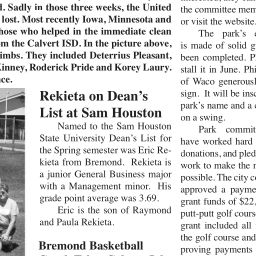 d. Sadly in those three weeks, the United
lost. Most recently Iowa, Minnesota and
those who helped in the immediate clean
om the Calvert ISD. In the picture above,
imbs. They included Deterrius Pleasant,
Kinney, Roderick Pride and Korey Laury.
nce.
Rekieta on Dean's
List at Sam Houston
Named to the Sam Houston
State University Dean's List for
the Spring semester was Eric Re-
kieta from Bremond. Rekieta is
a junior General Business major
with a Management minor. His
grade point average was 3.69.
Eric is the son of Raymond
and Paula Rekieta.
Bremond Basketball
the committee mem
or visit the website.
The park's e
is made of solid g
been completed. P
stall it in June. Phi
of Waco generously
sign. It will be insc
park's name and a c
on a swing.
Park committ
have worked hard
donations, and pled
work to make the n
possible. The city co
approved a payme
grant funds of $22,
putt-putt golf cours
grant included all
the golf course and
proving payments